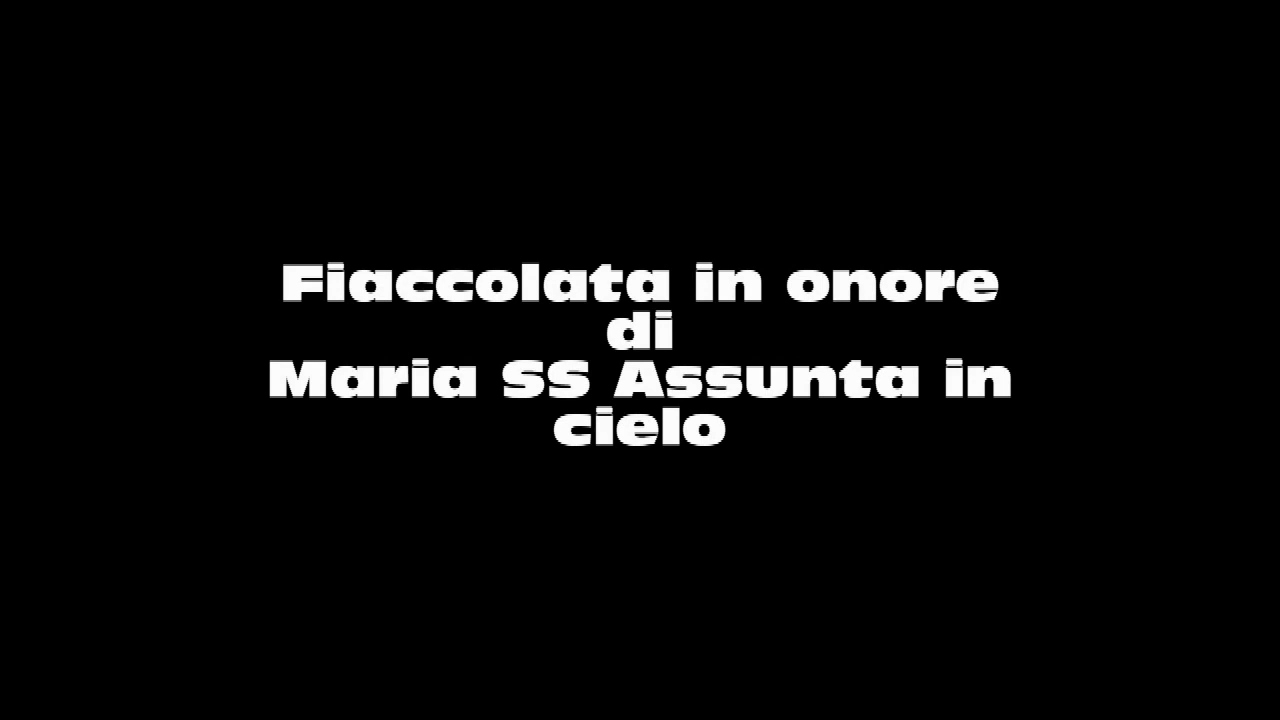 Fiaccolata in onore
di
Maria SS Assunta in
cielo